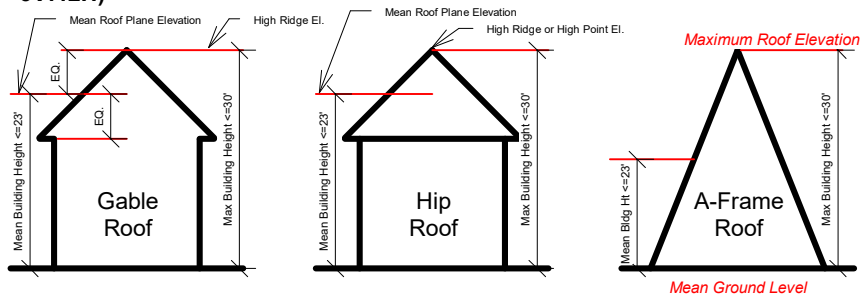 Mean Roof Plane Elevation
High Ridge El.
EQ.
EQ.
Mean Building Height <=23'
Max Building Height <=30'
Gable
Roof
Mean Roof Plane Elevation
High Ridge or High Point El.
Mean Building Height <=23'
Max Building Height <=30'
Hip
Roof
Maximum Roof Elevation
Mean Bldg Ht <=23'
Max Building Height <=30'
A-Frame
Roof
Mean Ground Level